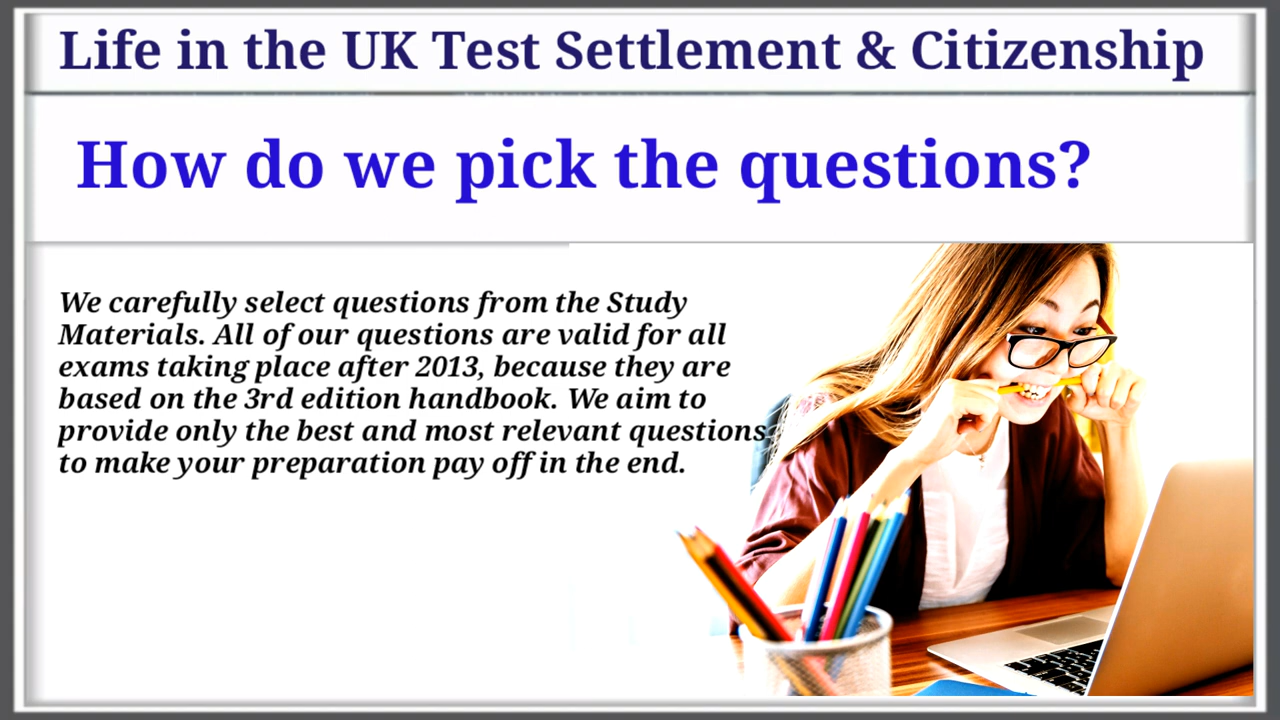 Life in the UK Test Settlement & Citizenship
How do we pick the questions?
We carefully select questions from the Study
Materials. All of our questions are valid for all
exams taking place after 2013, because they are
based on the 3rd edition handbook. We aim to
provide only the best and most relevant questions
to make your preparation pay off in the end.